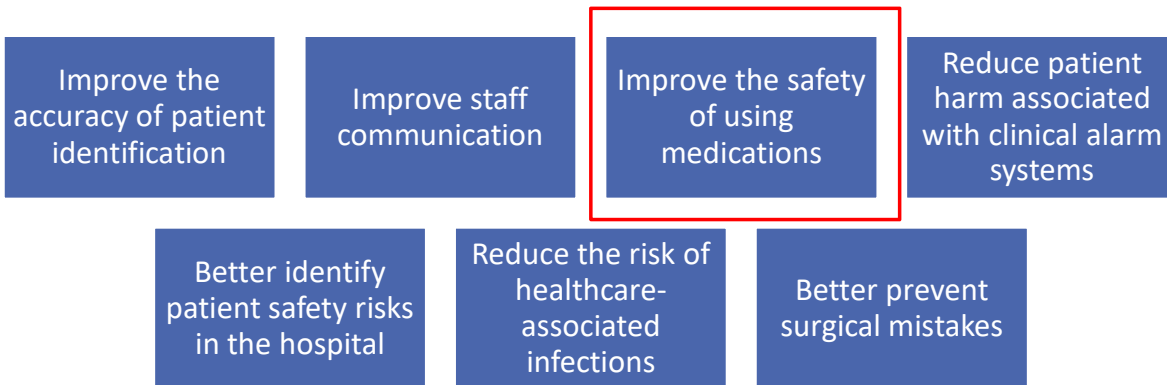 Improve the
accuracy of patient
identification
Improve staff
communication
Improve the safety
of using
medications
Reduce patient
harm associated
with clinical alarm
systems
Better identify
patient safety risks
in the hospital
Reduce the risk of
healthcare-
associated
infections
Better prevent
surgical mistakes